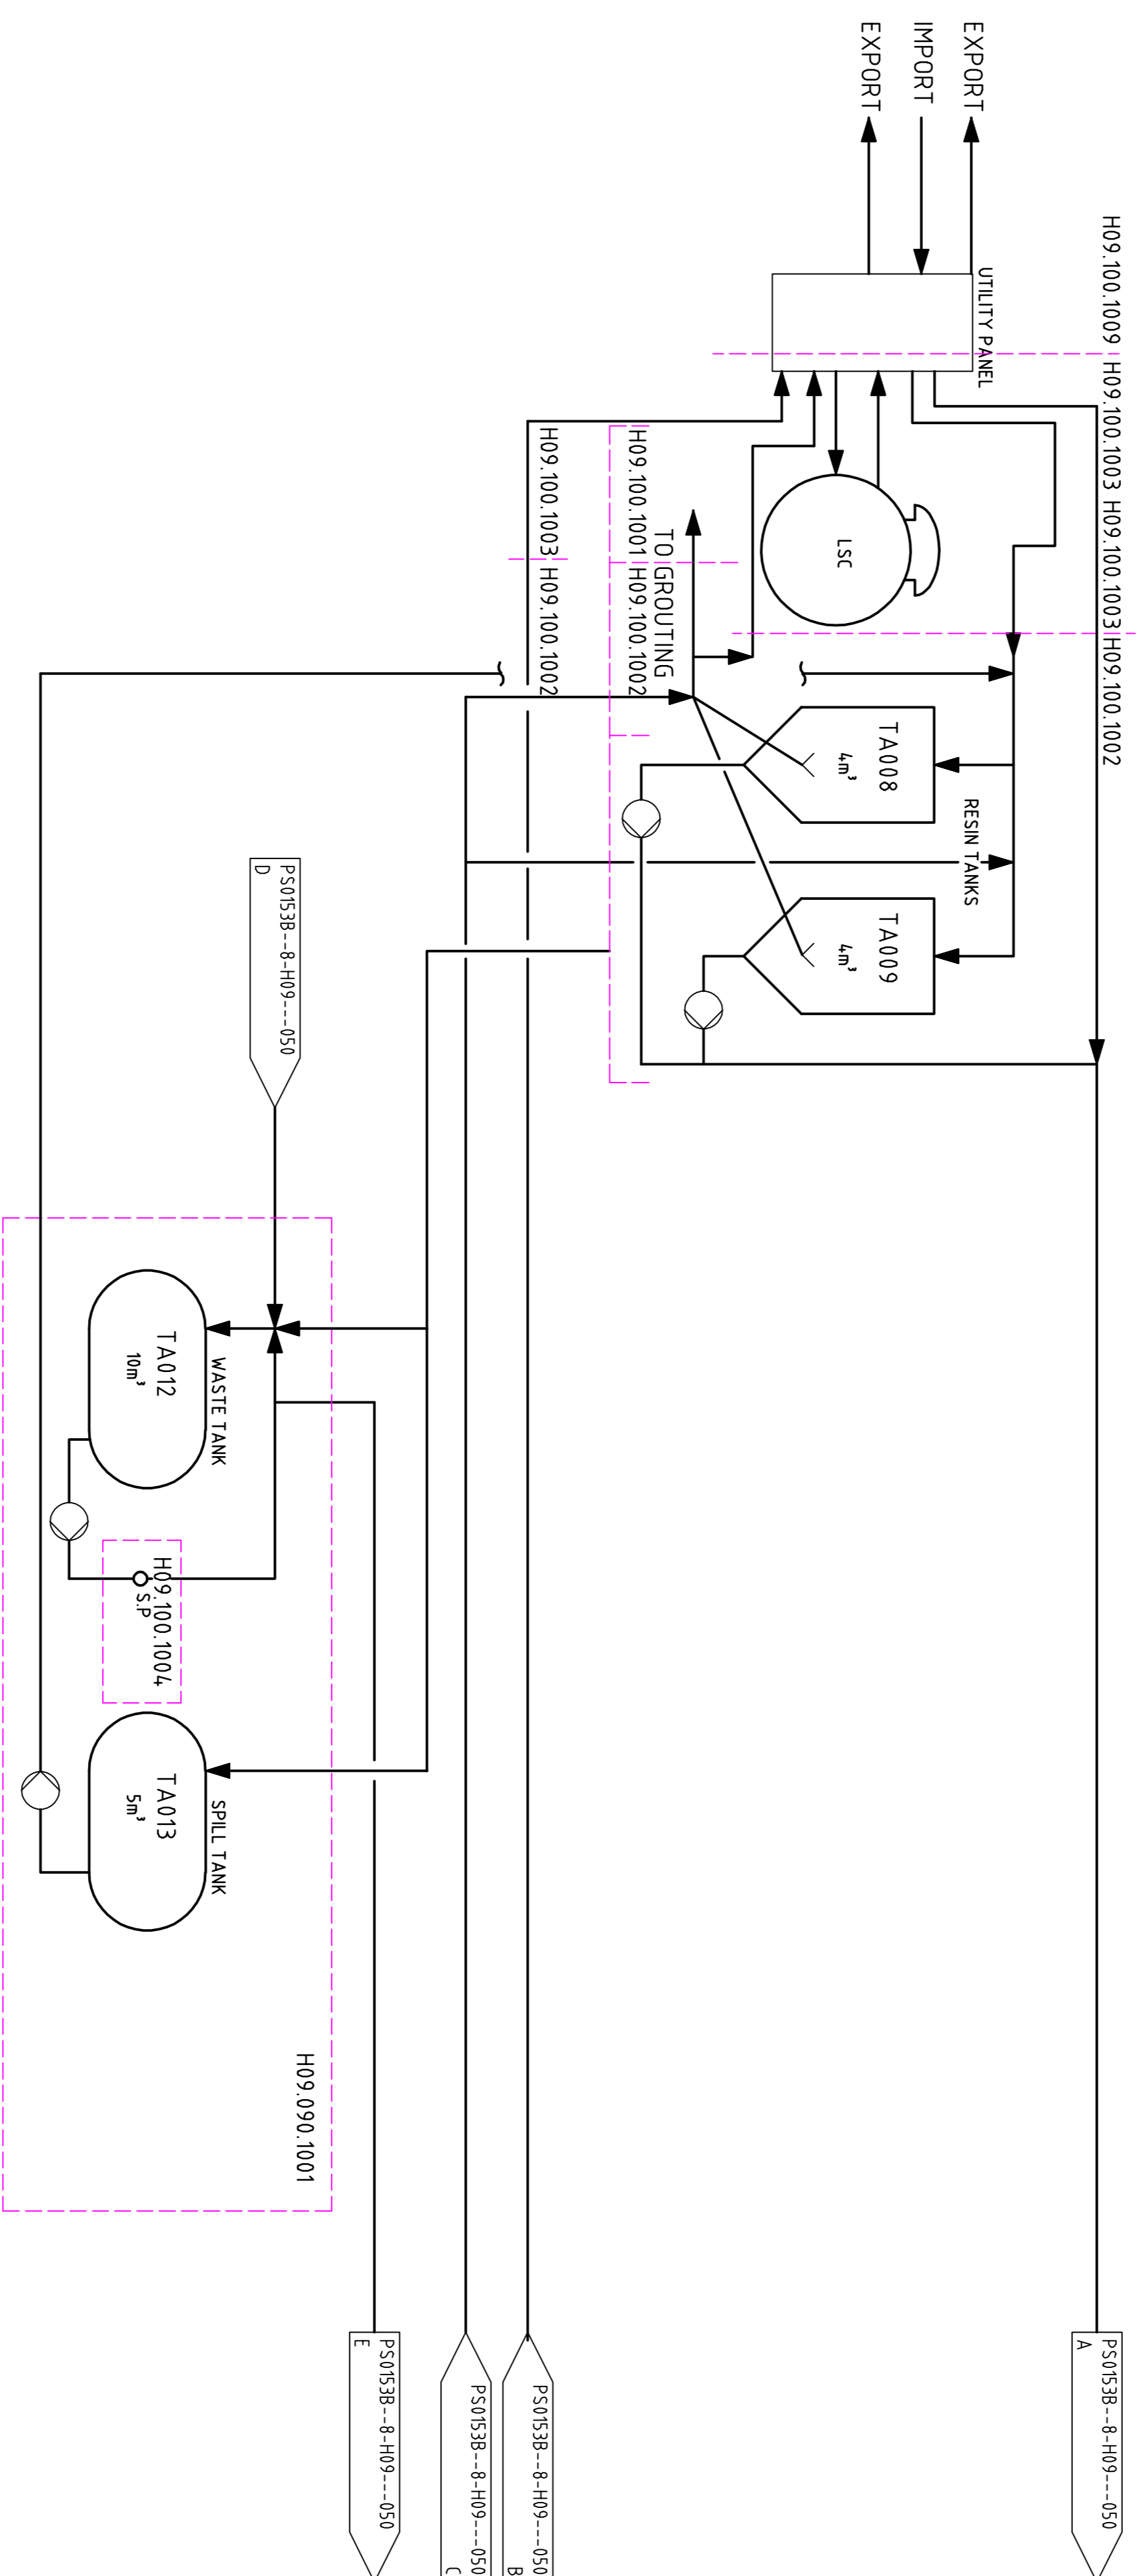 H09.100.1009
H09.100.1003
H09.100.1003
H09.100.1002
EXPORT
IMPORT
EXPORT
UTILITY PANEL
LSC
RESIN TANKS
TA008
4m³
TA009
4m³
TO GROUTING
H09.100.1001
H09.100.1002
H09.100.1003
H09.100.1002
PS0153B--8-H09---050
A
PS0153B--8-H09---050
B
PS0153B--8-H09---050
C
PS0153B--8-H09---050
E
PS0153B--8-H09---050
D
H09.090.1001
WASTE TANK
TA012
10m³
H09.100.1004
S.P
SPILL TANK
TA013
5m³